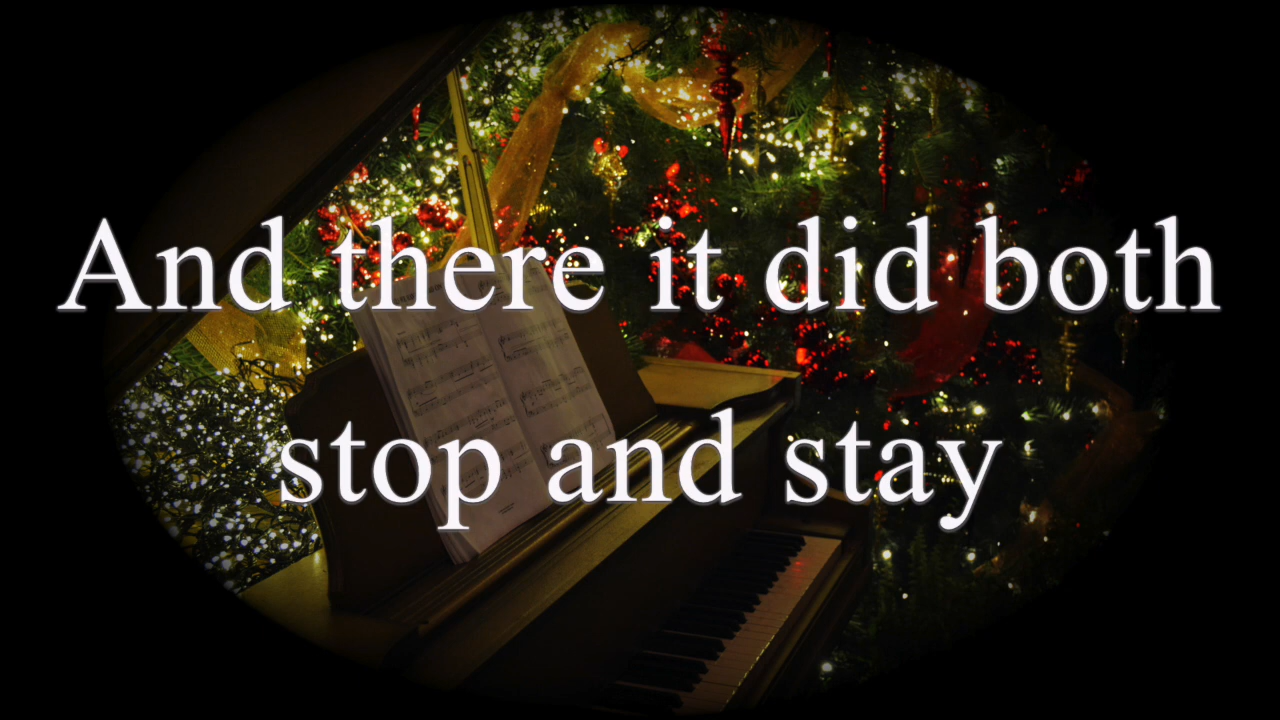 And there it did both
stop and stay